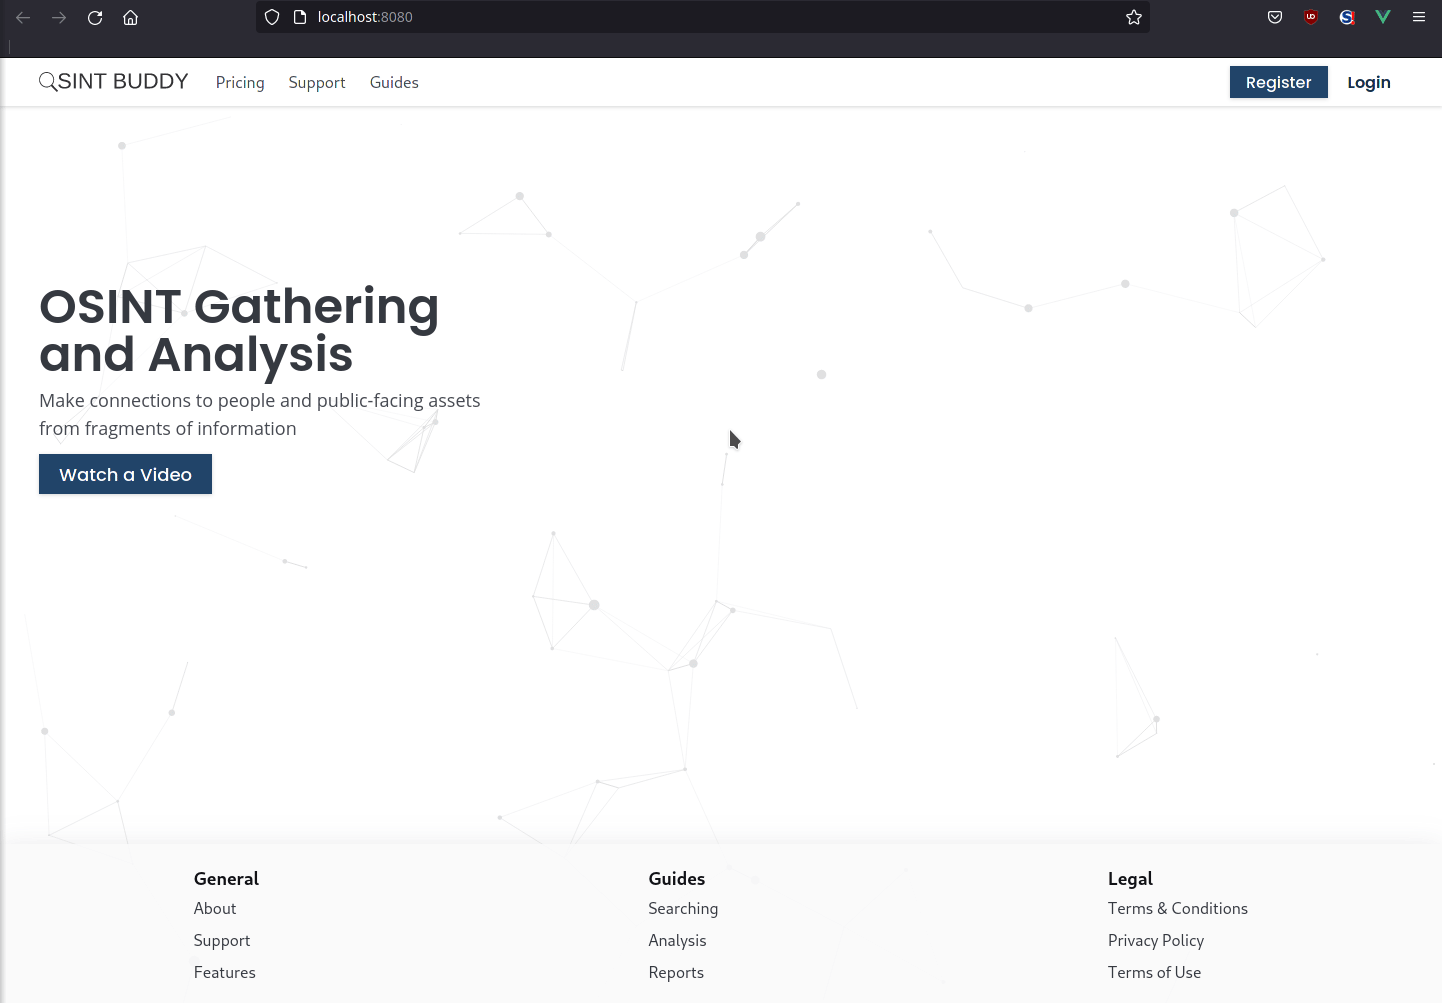 localhost:8080
OSINT BUDDY
Pricing
Support
Guides
Register
Login
OSINT Gathering
and Analysis
Make connections to people and public-facing assets
from fragments of information
Watch a Video
General
About
Support
Features
Guides
Searching
Analysis
Reports
Legal
Terms & Conditions
Privacy Policy
Terms of Use